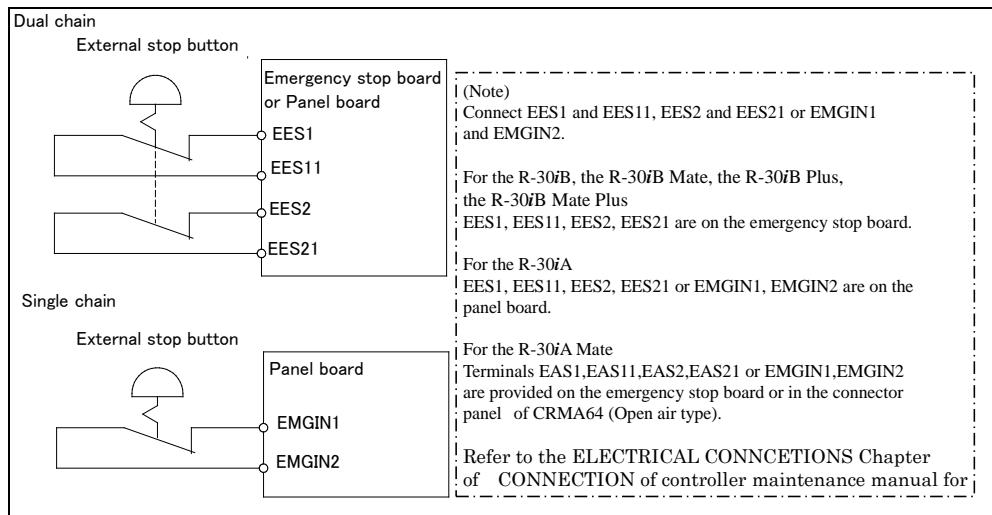 Dual chain
External stop button
Emergency stop board
or Panel board
EES1
EES11
EES2
EES21
Single chain
External stop button
Panel board
EMGIN1
EMGIN2
(Note)
Connect EES1 and EES11, EES2 and EES21 or EMGIN1
and EMGIN2.
For the R-30iB, the R-30iB Mate, the R-30iB Plus,
the R-30iB Mate Plus
EES1, EES11, EES2, EES21 are on the emergency stop board.
For the R-30iA
EES1, EES11, EES2, EES21 or EMGIN1, EMGIN2 are on the
panel board.
For the R-30iA Mate
Terminals EAS1,EAS11,EAS2,EAS21 or EMGIN1,EMGIN2
are provided on the emergency stop board or in the connector
panel of CRMA64 (Open air type).
Refer to the ELECTRICAL CONNCETIONS Chapter
of CONNECTION of controller maintenance manual for